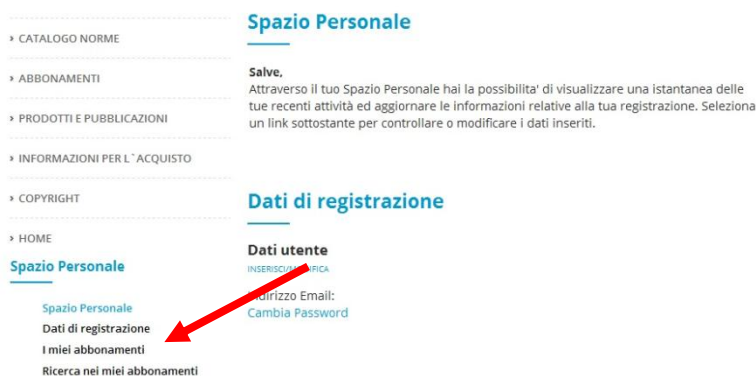 › CATALOGO NORME
› ABBONAMENTI
› PRODOTTI E PUBBLICAZIONI
› INFORMAZIONI PER L`ACQUISTO
› COPYRIGHT
› HOME
Spazio Personale
Spazio Personale
Dati di registrazione
I miei abbonamenti
Ricerca nei miei abbonamenti
Spazio Personale
Salve,
Attraverso il tuo Spazio Personale hai la possibilita' di visualizzare una istantanea delle
tue recenti attività ed aggiornare le informazioni relative alla tua registrazione. Seleziona
un link sottostante per controllare o modificare i dati inseriti.
Dati di registrazione
Dati utente
INSERISCI/MODIFICA
Indirizzo Email:
Cambia Password